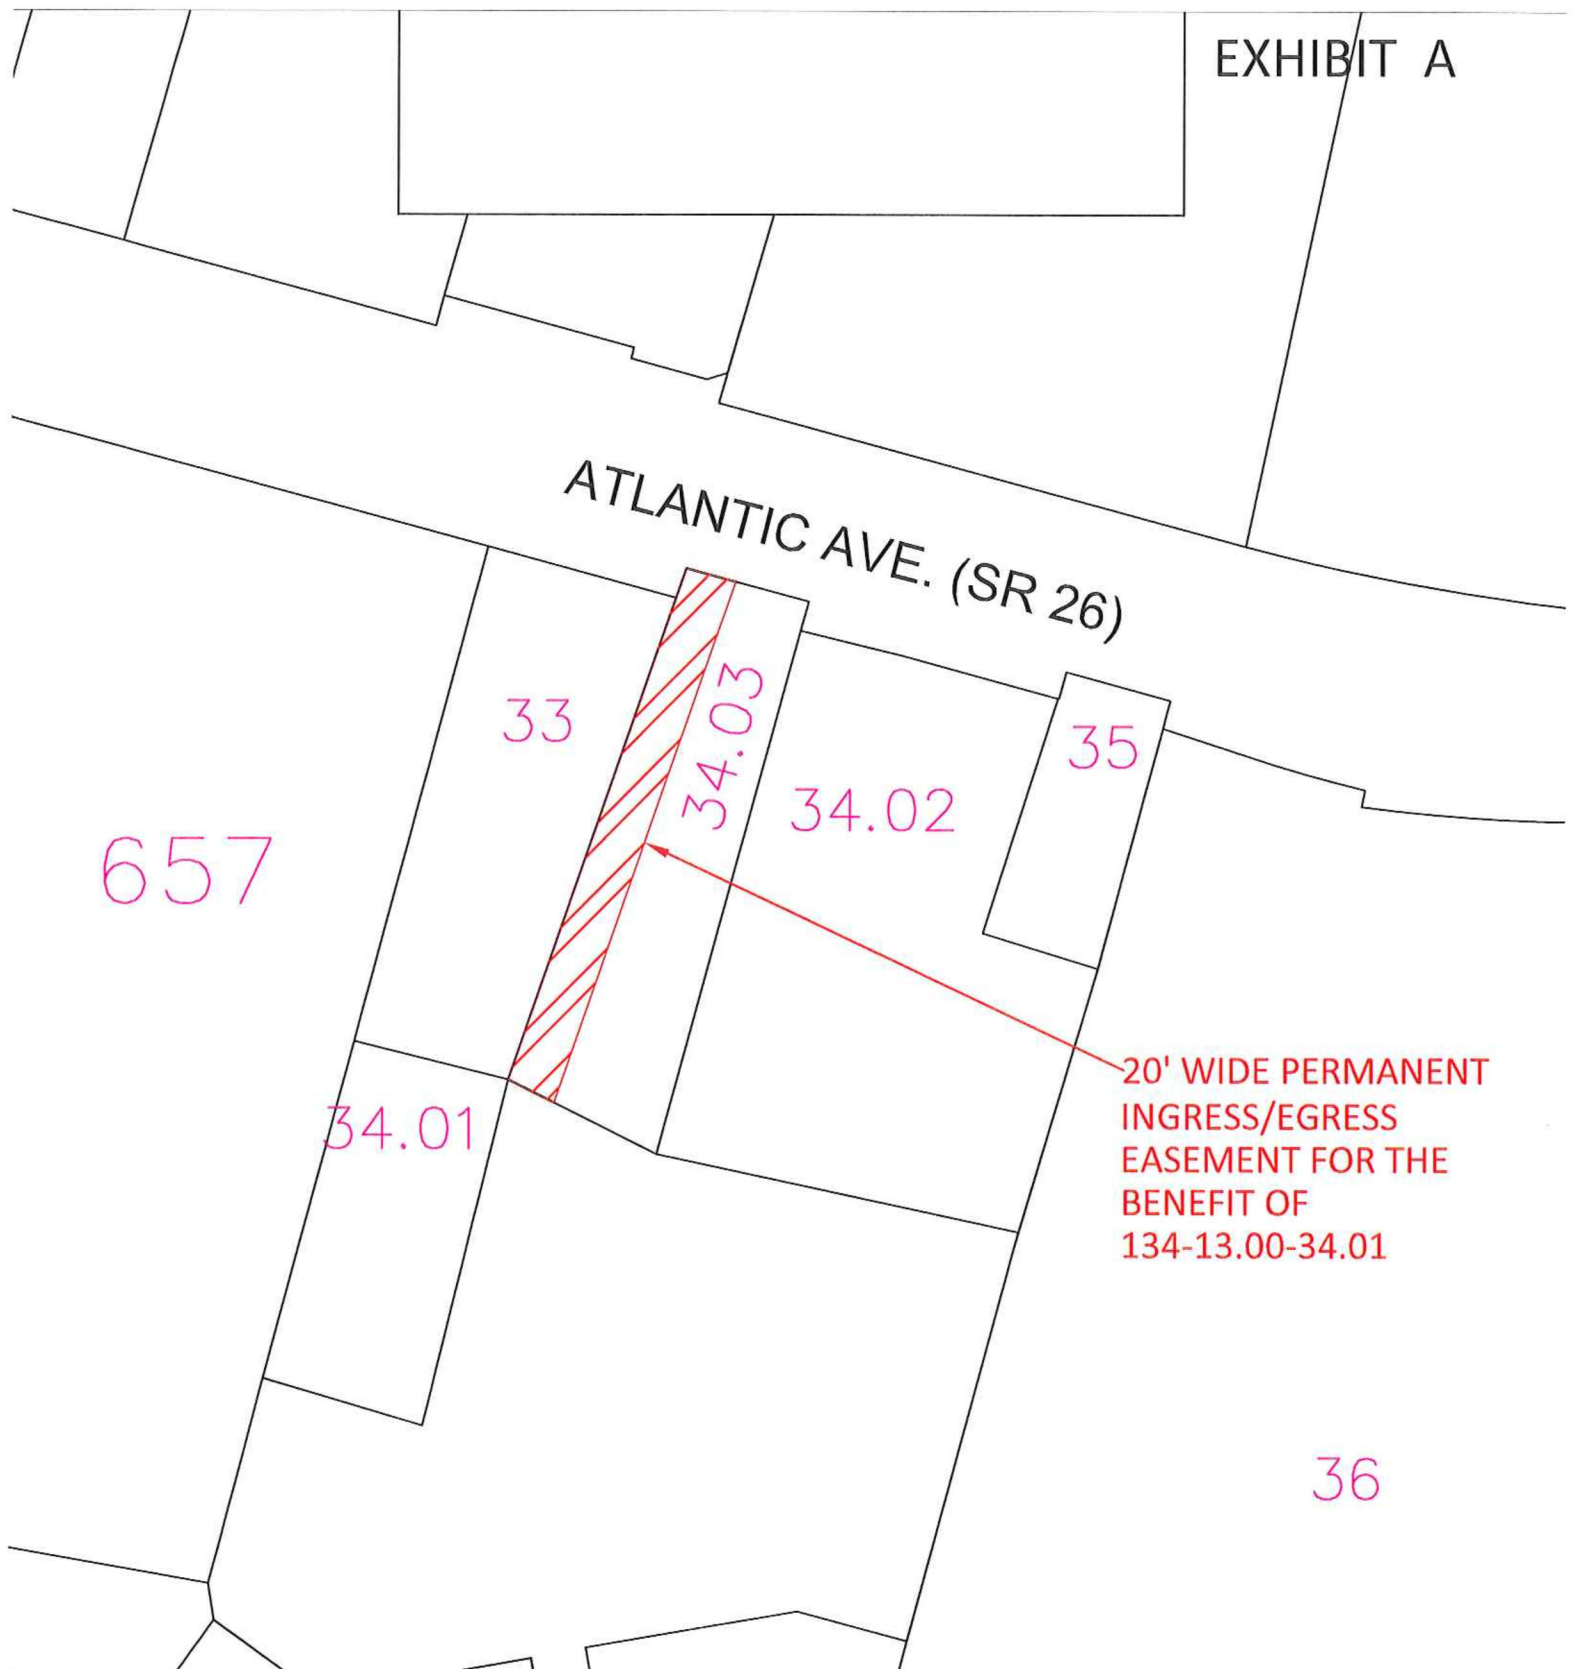 EXHIBIT A
ATLANTIC AVE. (SR 26)
33
34.03
35
34.02
657
20' WIDE PERMANENT
INGRESS/EGRESS
EASEMENT FOR THE
BENEFIT OF
134-13.00-34.01
34.01
36